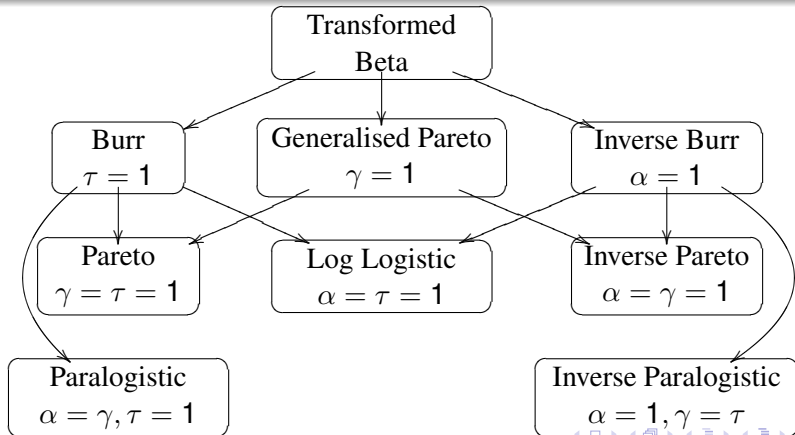 Transformed
Beta
Burr
τ = 1
Generalised Pareto
γ = 1
Inverse Burr
α = 1
Pareto
γ = τ = 1
Log Logistic
α = τ = 1
Inverse Pareto
α = γ = 1
Paralogistic
α = γ, τ = 1
Inverse Paralogistic
α = 1, γ = τ